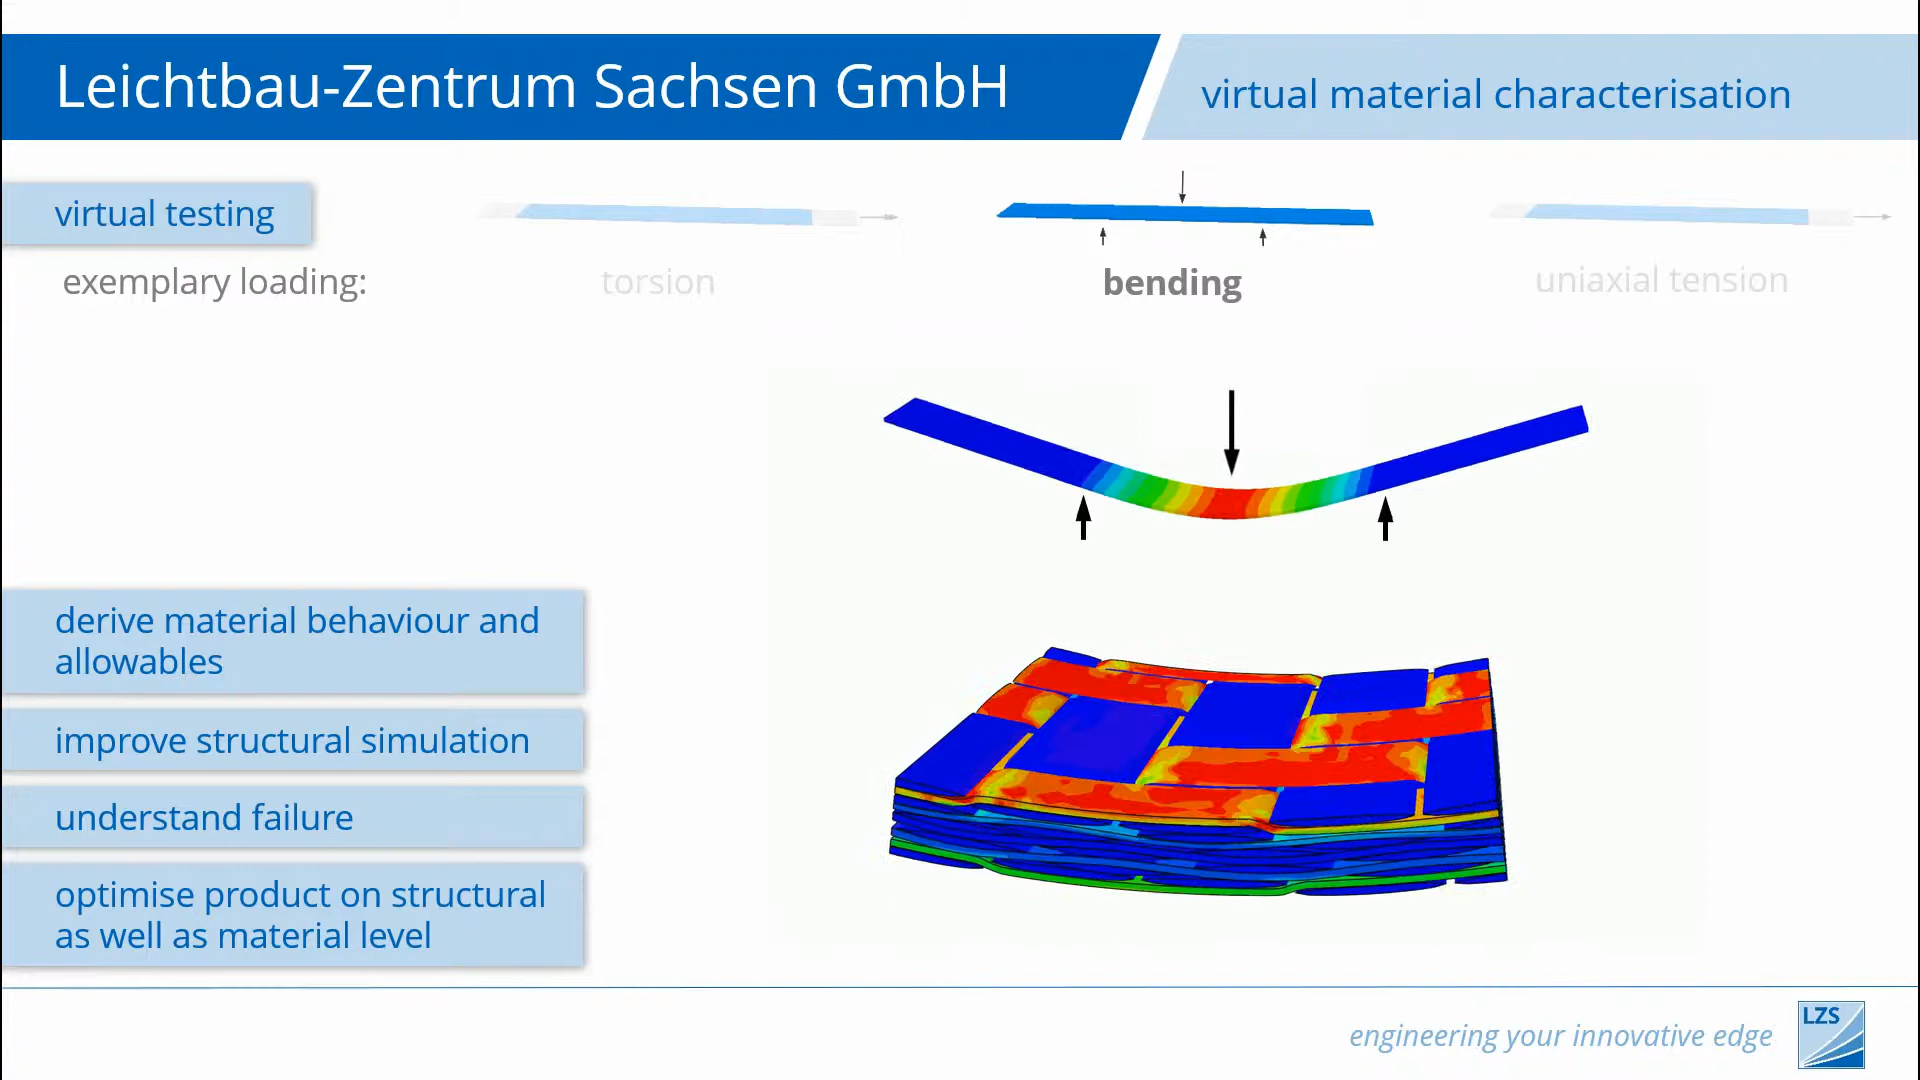 Leichtbau-Zentrum Sachsen GmbH
virtual material characterisation
virtual testing
exemplary loading:
torsion
bending
uniaxial tension
derive material behaviour and
allowables
improve structural simulation
understand failure
optimise product on structural
as well as material level
engineering your innovative edge
LZS